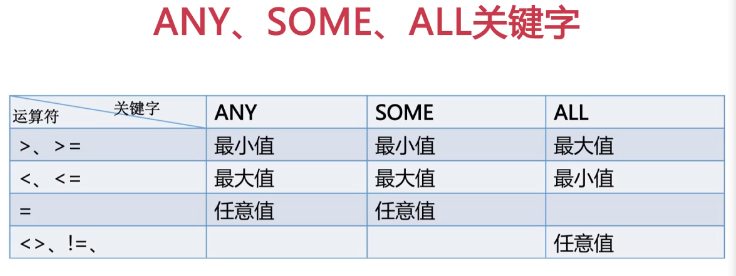 ANY、SOME、ALL关键字
关键字
运算符 ANY SOME ALL
>、>= 最小值 最小值 最大值
<、<= 最大值 最大值 最小值
= 任意值 任意值
<>、!=、 任意值